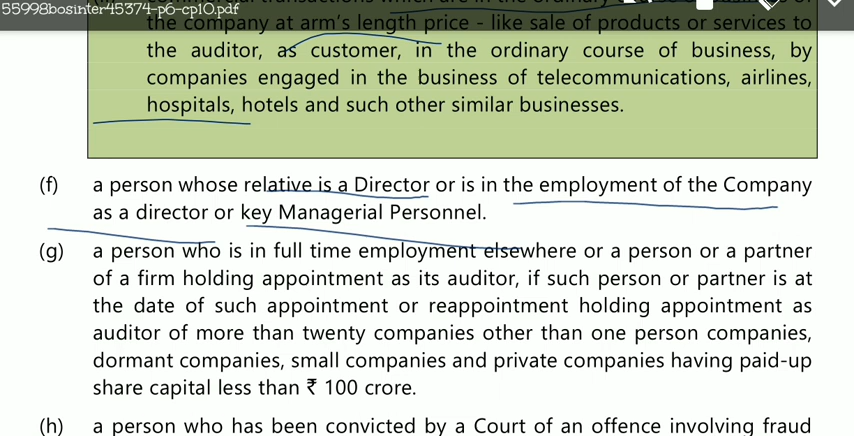 55998bosinter45374-p6-cp10.pdf
the company at arm's length price - like sale of products or services to
the auditor, as customer, in the ordinary course of business, by
companies engaged in the business of telecommunications, airlines,
hospitals, hotels and such other similar businesses.
(f) a person whose relative is a Director or is in the employment of the Company
as a director or key Managerial Personnel.
(g) a person who is in full time employment elsewhere or a person or a partner
of a firm holding appointment as its auditor, if such person or partner is at
the date of such appointment or reappointment holding appointment as
auditor of more than twenty companies other than one person companies,
dormant companies, small companies and private companies having paid-up
share capital less than ₹ 100 crore.
(h) a person who has been convicted by a Court of an offence involving fraud